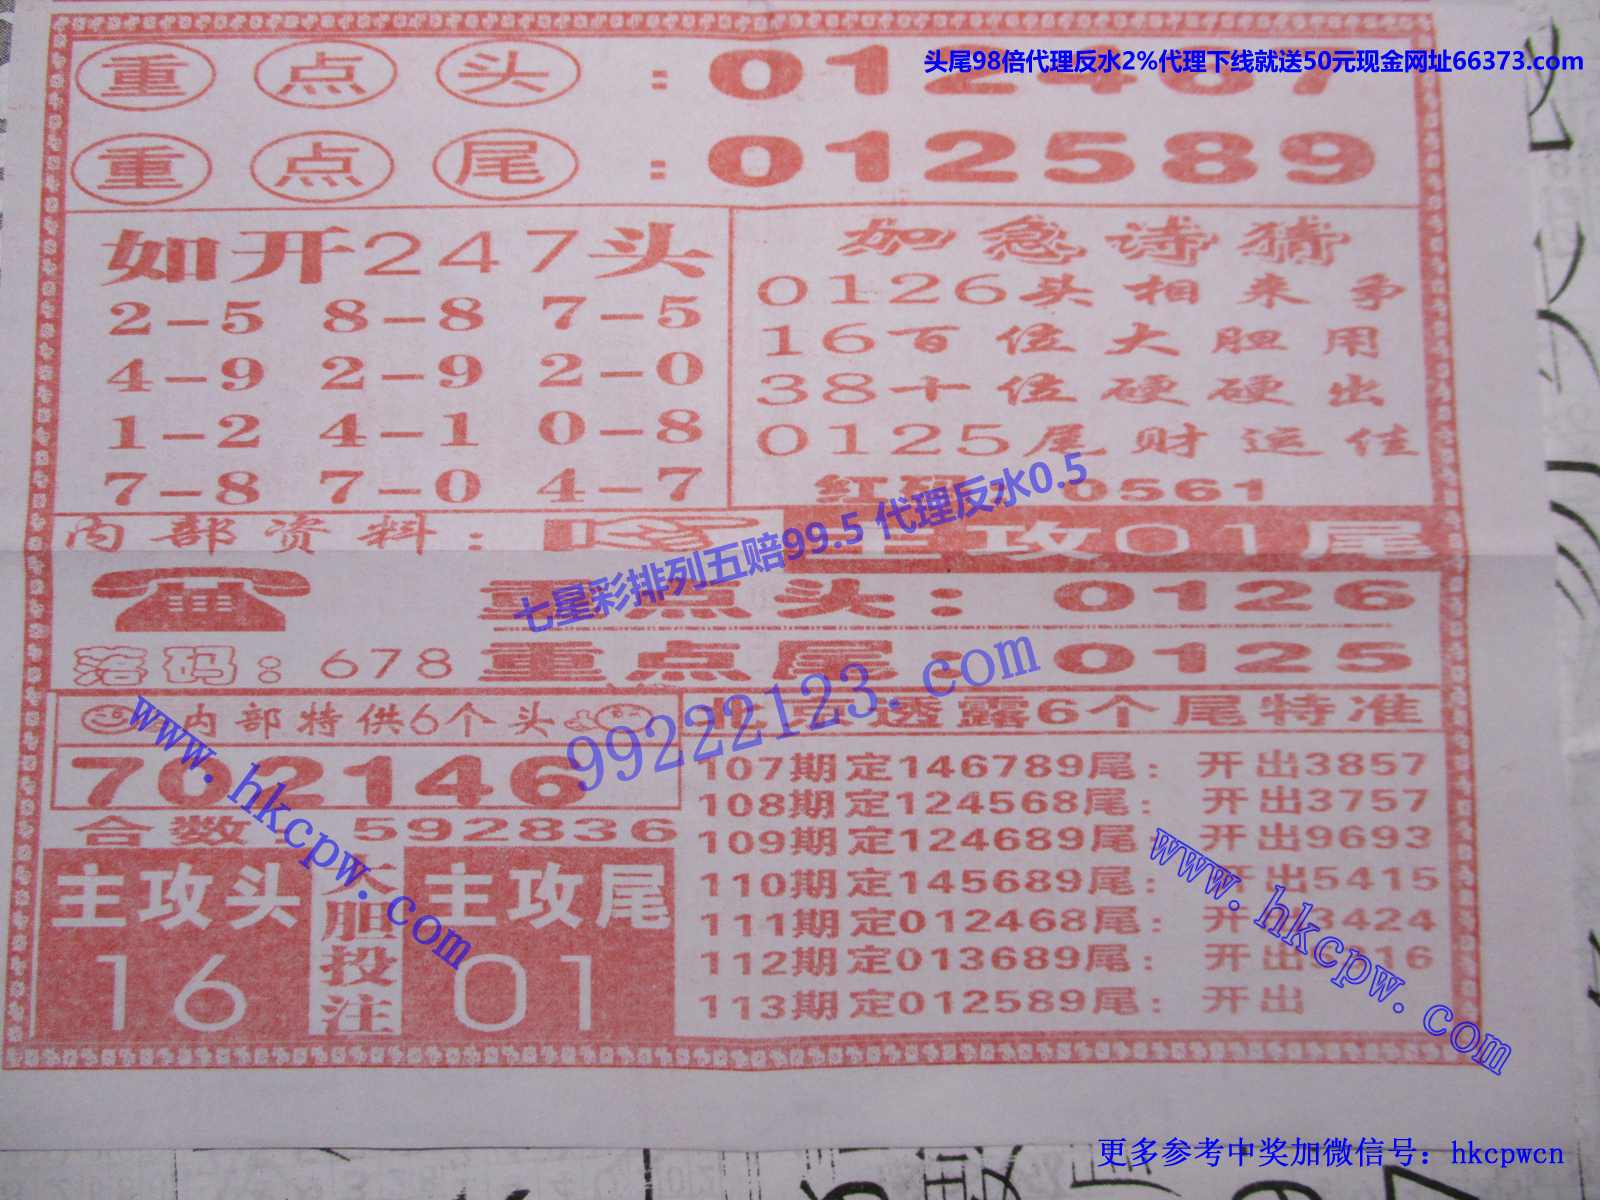 头尾98倍代理反水2%代理下线就送50元现金网址66373.com
重点头：012467
重点尾：012589
如开247头
2-5 8-8 7-5
4-9 2-9 2-0
1-2 4-1 0-8
7-8 7-0 4-7
加急诗猜
0126头相来争
16百位大胆用
38十位硬硬出
0125尾财运佳
红码：0561
内部资料：
主攻01尾
七星彩排列五赔99.5 代理反水0.5
重点头：0126
落码：678
重点尾：0125
99222123.com
内部特供6个头
702146
合数：592836
主攻头
16
大胆投注
主攻尾
01
北京透露6个尾特准
107期定146789尾：开出3857
108期定124568尾：开出3757
109期定124689尾：开出9693
110期定145689尾：开出5415
111期定012468尾：开出3424
112期定013689尾：开出
113期定012589尾：开出
www.hkcpw.com
www.hkcpw.com
更多参考中奖加微信号：hkcpwcn